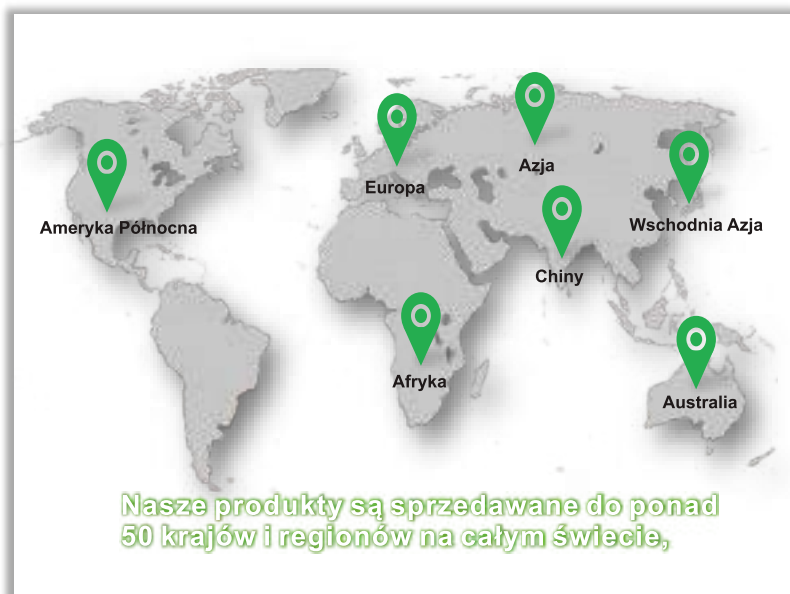 Azja
Europa
Ameryka Północna
Wschodnia Azja
Chiny
Afryka
Australia
Nasze produkty są sprzedawane do ponad
50 krajów i regionów na całym świecie,